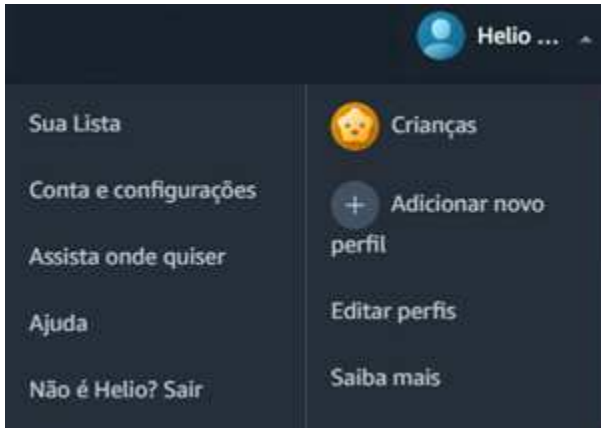 Helio ...
Sua Lista
Conta e configurações
Assista onde quiser
Ajuda
Não é Helio? Sair
Crianças
Adicionar novo
perfil
Editar perfis
Saiba mais